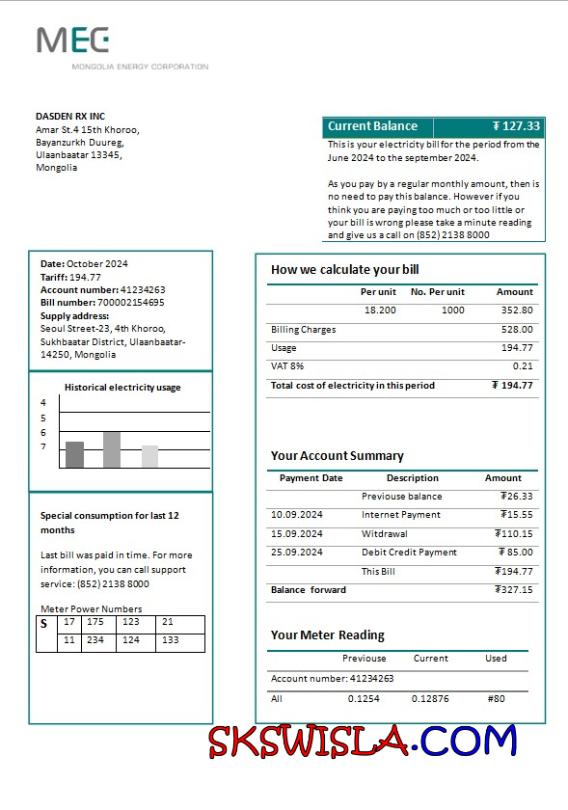 MEC
MONGOLIA ENERGY CORPORATION
DASDEN RX INC
Amar St.4 15th Khoroo,
Bayanzurkh Duureg,
Ulaanbaatar 13345,
Mongolia
Current Balance ₮ 127.33
This is your electricity bill for the period from the
June 2024 to the september 2024.
As you pay by a regular monthly amount, then is
no need to pay this balance. However if you
think you are paying too much or too little or
your bill is wrong please take a minute reading
and give us a call on (852) 2138 8000
Date: October 2024
Tariff: 194.77
Account number: 41234263
Bill number: 700002154695
Supply address:
Seoul Street-23, 4th Khoroo,
Sukhbaatar District, Ulaanbaatar-
14250, Mongolia
Historical electricity usage
4
5
6
7
Special consumption for last 12
months
Last bill was paid in time. For more
information, you can call support
service: (852) 2138 8000
Meter Power Numbers
S 17 175 123 21
11 234 124 133
How we calculate your bill
Per unit No. Per unit Amount
18.200 1000 352.80
Billing Charges 528.00
Usage 194.77
VAT 8% 0.21
Total cost of electricity in this period ₮ 194.77
Your Account Summary
Payment Date Description Amount
Previouse balance ₮26.33
10.09.2024 Internet Payment ₮15.55
15.09.2024 Witdrawal ₮110.15
25.09.2024 Debit Credit Payment ₮ 85.00
This Bill ₮194.77
Balance forward ₮327.15
Your Meter Reading
Previouse Current Used
Account number: 41234263
All 0.1254 0.12876 #80
SKSWISLA.COM